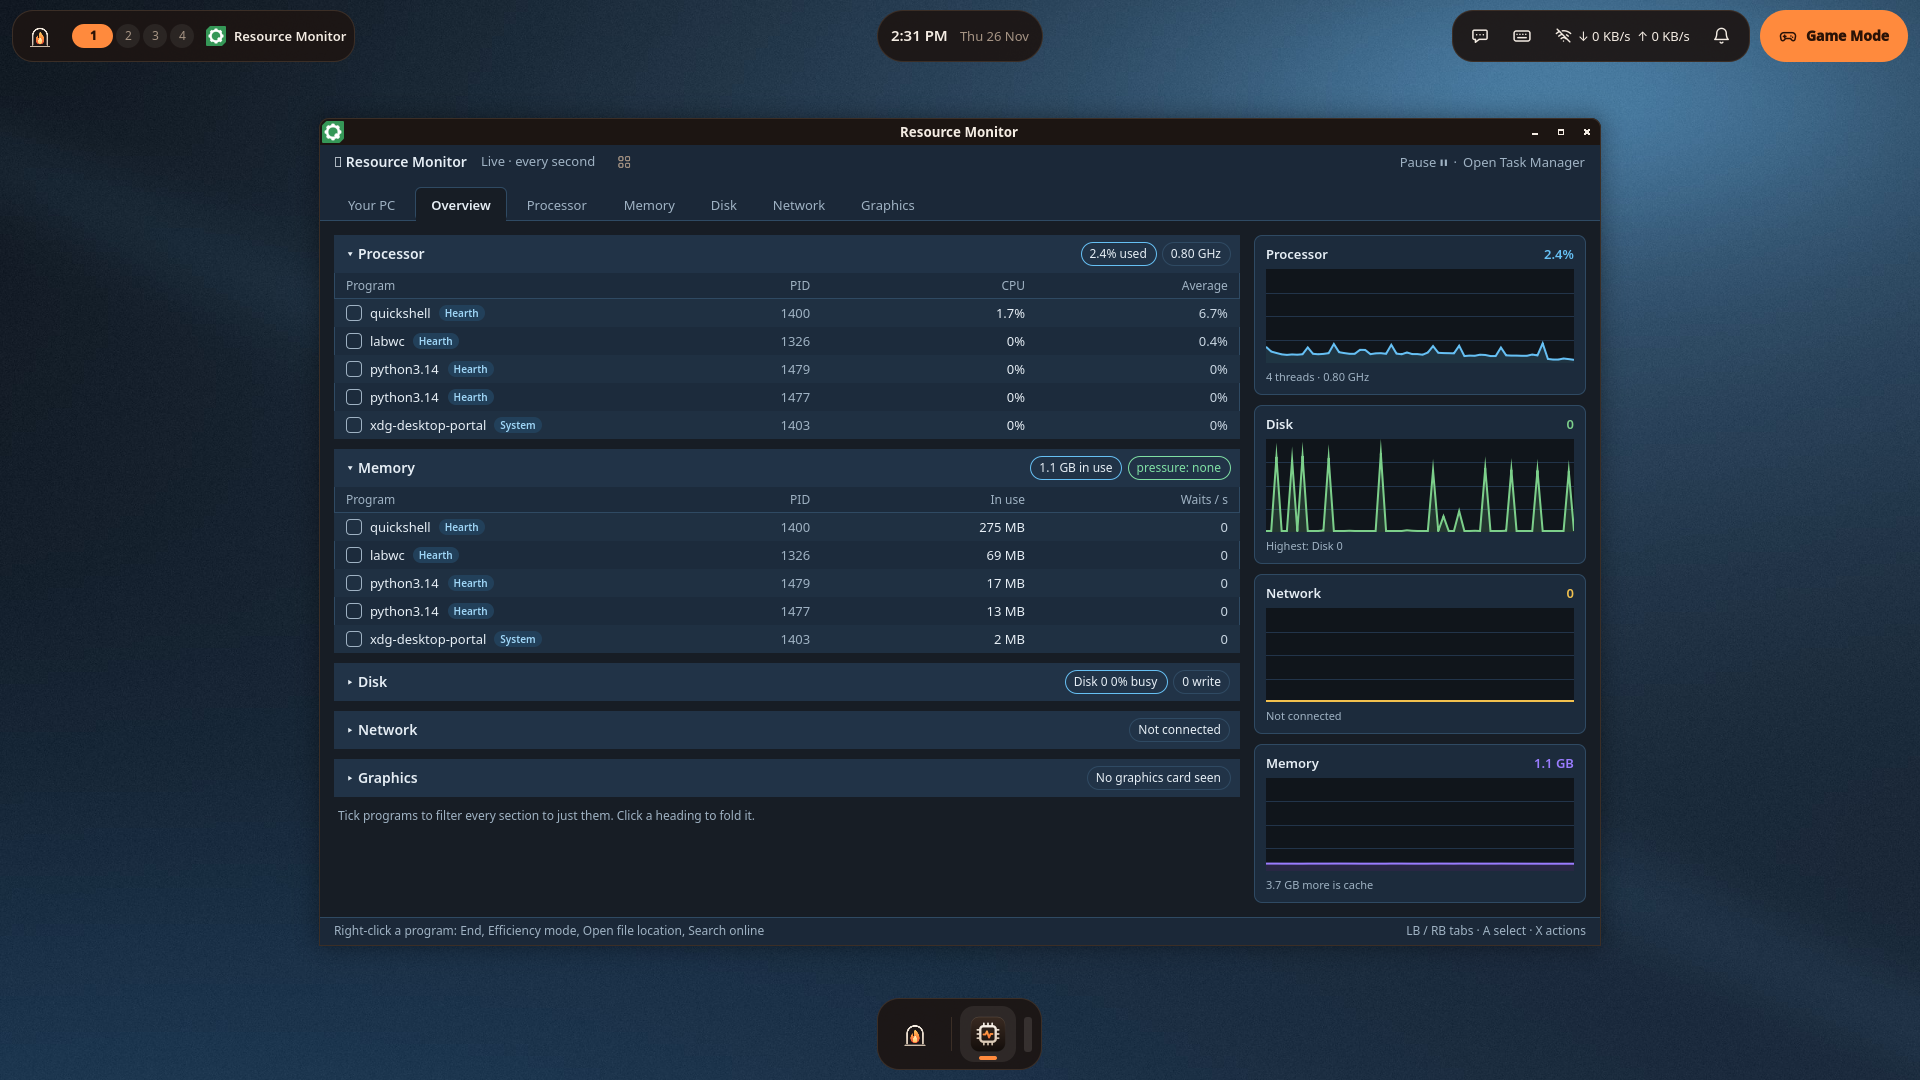 1 2 3 4 Resource Monitor
2:31 PM Thu 26 Nov
↓ 0 KB/s ↑ 0 KB/s
Game Mode
Resource Monitor
Resource Monitor Live · every second
Pause · Open Task Manager
Your PC Overview Processor Memory Disk Network Graphics
Processor 2.4% used 0.80 GHz
Program PID CPU Average
quickshell Hearth 1400 1.7% 6.7%
labwc Hearth 1326 0% 0.4%
python3.14 Hearth 1479 0% 0%
python3.14 Hearth 1477 0% 0%
xdg-desktop-portal System 1403 0% 0%
Memory 1.1 GB in use pressure: none
Program PID In use Waits / s
quickshell Hearth 1400 275 MB 0
labwc Hearth 1326 69 MB 0
python3.14 Hearth 1479 17 MB 0
python3.14 Hearth 1477 13 MB 0
xdg-desktop-portal System 1403 2 MB 0
Disk Disk 0 0% busy 0 write
Network Not connected
Graphics No graphics card seen
Tick programs to filter every section to just them. Click a heading to fold it.
Processor 2.4%
4 threads · 0.80 GHz
Disk 0
Highest: Disk 0
Network 0
Not connected
Memory 1.1 GB
3.7 GB more is cache
Right-click a program: End, Efficiency mode, Open file location, Search online
LB / RB tabs · A select · X actions